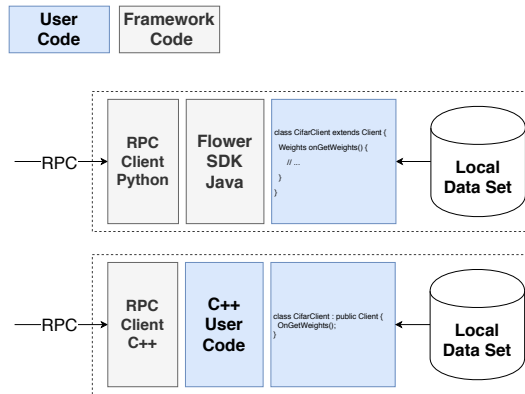 User
Code
Framework
Code
RPC
RPC
Client
Python
Flower
SDK
Java
class CifarClient extends Client {
Weights onGetWeights() {
// ...
}
}
Local
Data Set
RPC
RPC
Client
C++
C++
User
Code
class CifarClient : public Client {
OnGetWeights();
}
Local
Data Set